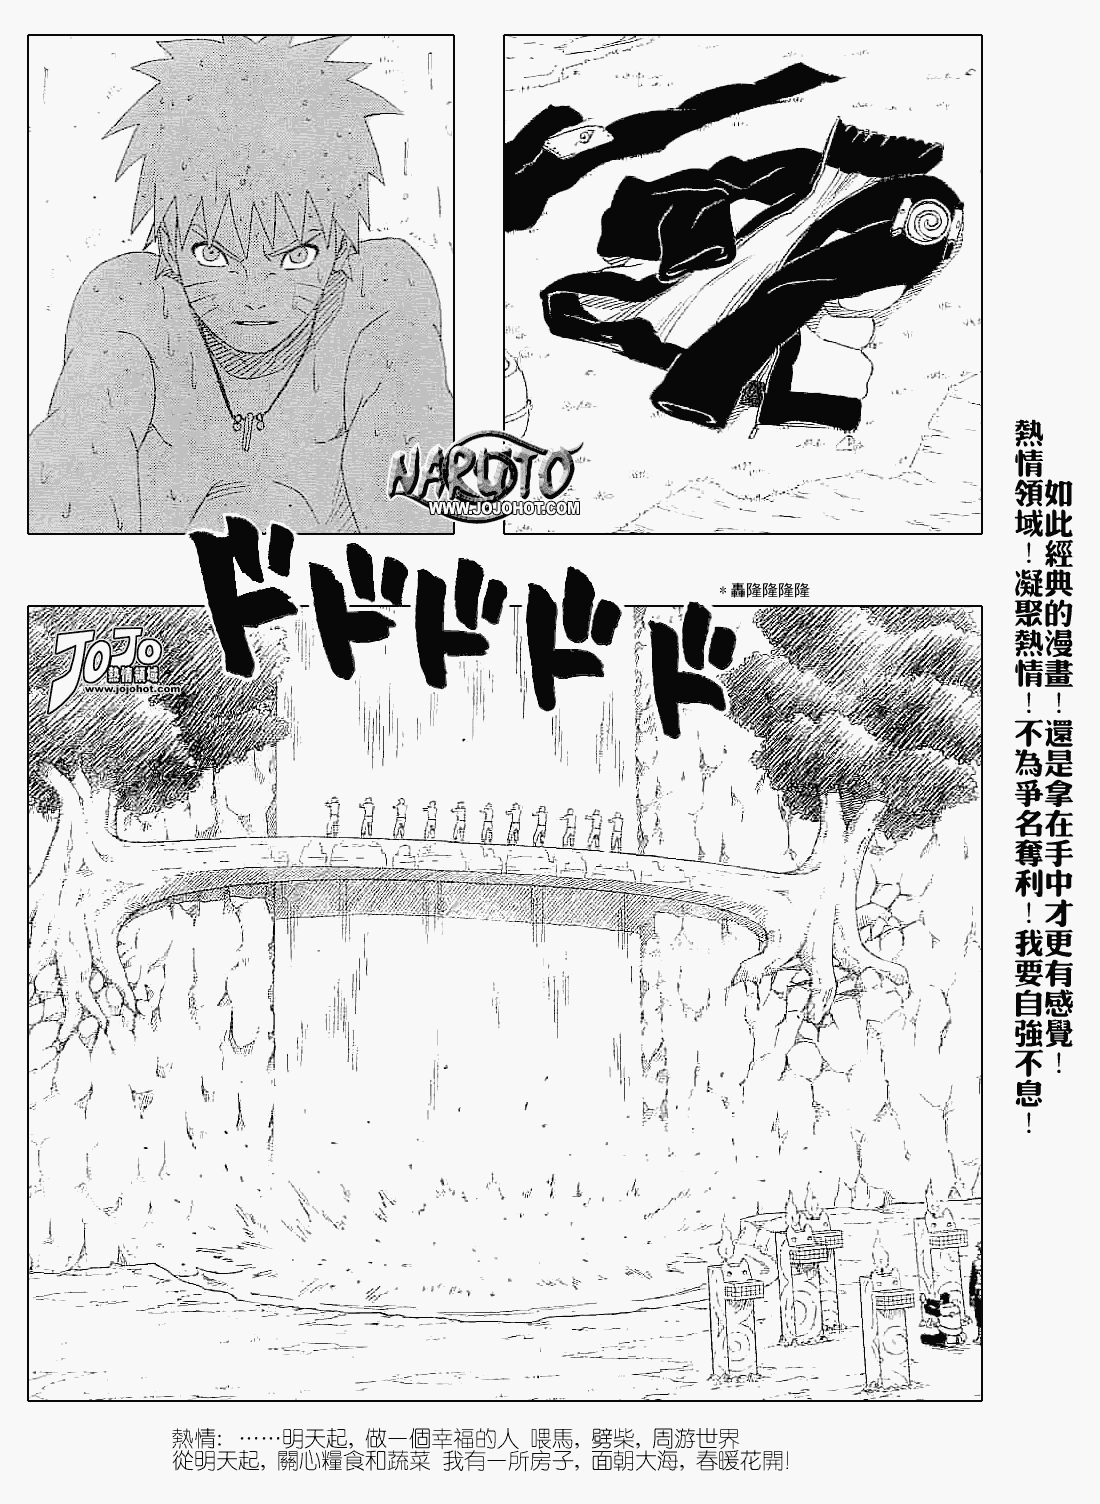 NARUTO
WWW.JOJOHOT.COM
ドドドドド
*轟隆隆隆隆
JOJO
熱情領域
www.jojohot.com
如此經典的漫畫！還是拿在手中才更有感覺！
熱情領域！凝聚熱情！不為爭名奪利！我要自強不息！
熱情: ……明天起, 做一個幸福的人 喂馬, 劈柴, 周游世界
從明天起, 關心糧食和蔬菜 我有一所房子, 面朝大海, 春暖花開!